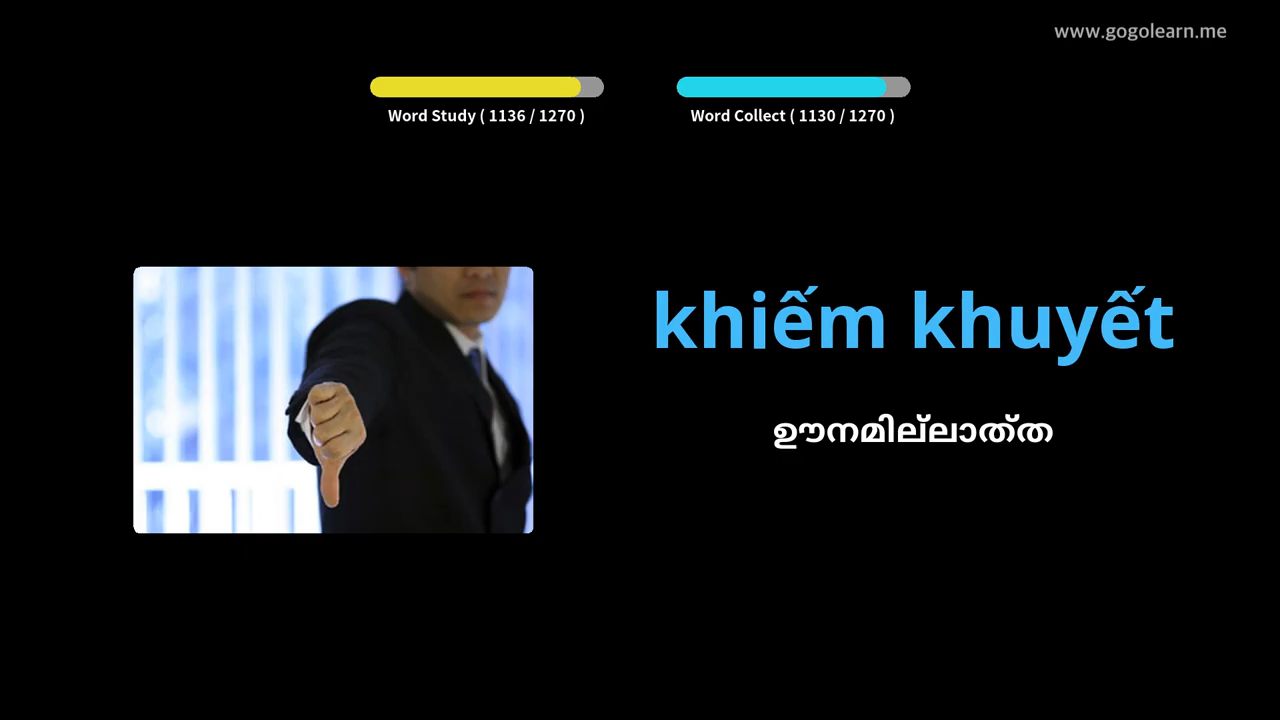 www.gogolearn.me
Word Study ( 1136 / 1270 )
Word Collect ( 1130 / 1270 )
khiếm khuyết
ഊനമില്ലാത്ത